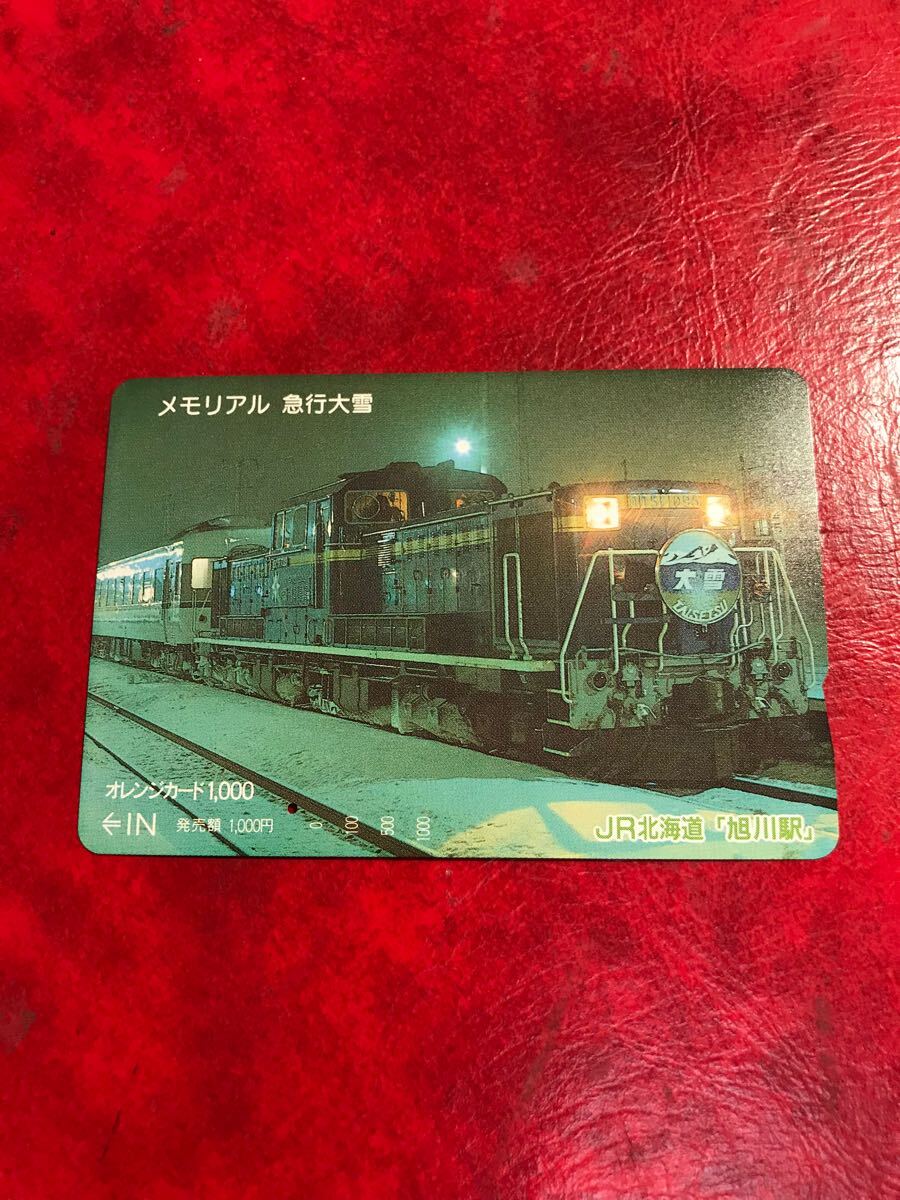 メモリアル 急行大雪
大雪
TAISETSU
オレンジカード1,000
←IN 発売額 1,000円 0 100 500 1000
JR北海道「旭川駅」